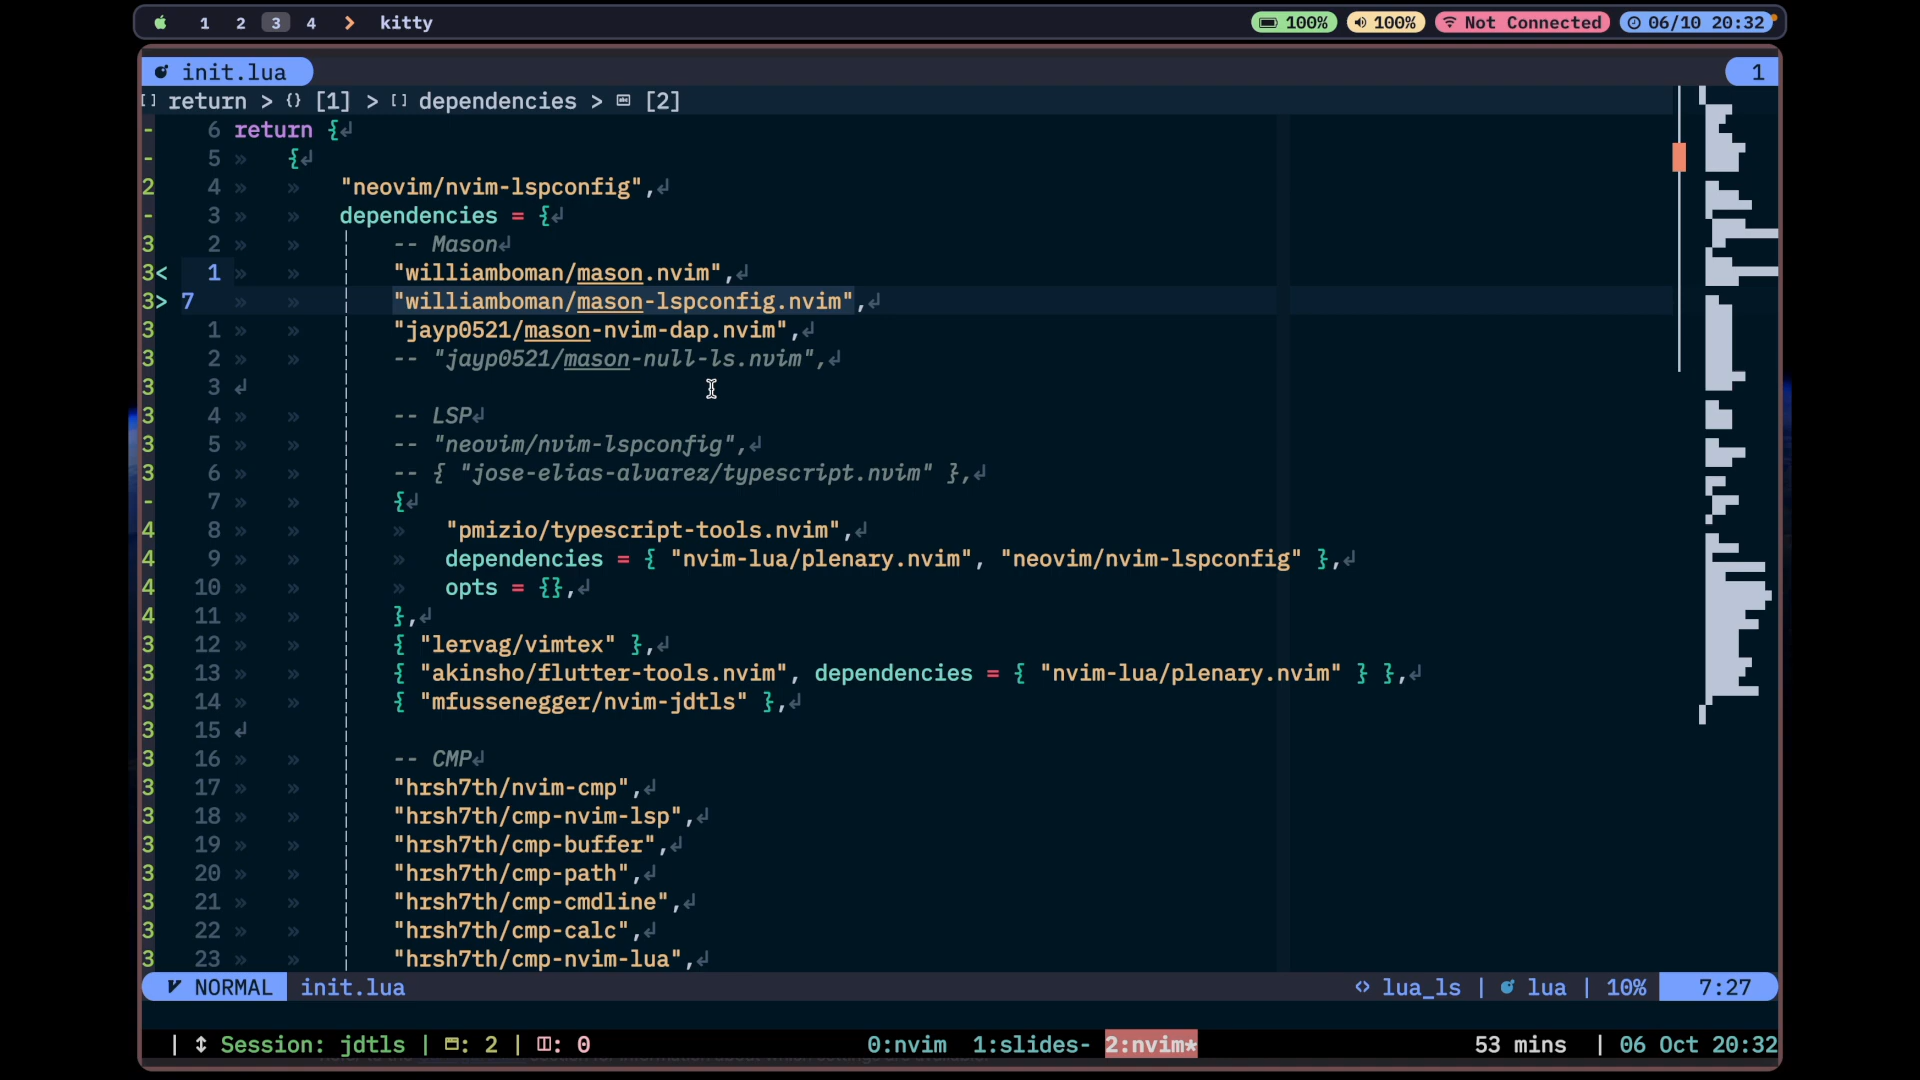 1 2 3 4 kitty 100% 100% Not Connected 06/10 20:32
init.lua 1
return > {} [1] > [] dependencies > [2]
- 6 return {
- 5 {
2 4 "neovim/nvim-lspconfig",
- 3 dependencies = {
3 2 -- Mason
3< 1 "williamboman/mason.nvim",
3> 7 "williamboman/mason-lspconfig.nvim",
3 1 "jayp0521/mason-nvim-dap.nvim",
3 2 -- "jayp0521/mason-null-ls.nvim",
3 3
3 4 -- LSP
3 5 -- "neovim/nvim-lspconfig",
3 6 -- { "jose-elias-alvarez/typescript.nvim" },
- 7 {
4 8 "pmizio/typescript-tools.nvim",
4 9 dependencies = { "nvim-lua/plenary.nvim", "neovim/nvim-lspconfig" },
4 10 opts = {},
4 11 },
3 12 { "lervag/vimtex" },
3 13 { "akinsho/flutter-tools.nvim", dependencies = { "nvim-lua/plenary.nvim" } },
3 14 { "mfussenegger/nvim-jdtls" },
3 15
3 16 -- CMP
3 17 "hrsh7th/nvim-cmp",
3 18 "hrsh7th/cmp-nvim-lsp",
3 19 "hrsh7th/cmp-buffer",
3 20 "hrsh7th/cmp-path",
3 21 "hrsh7th/cmp-cmdline",
3 22 "hrsh7th/cmp-calc",
3 23 "hrsh7th/cmp-nvim-lua",
NORMAL init.lua <> lua_ls | lua | 10% 7:27
| Session: jdtls | : 2 | : 0 0:nvim 1:slides- 2:nvim* 53 mins | 06 Oct 20:32